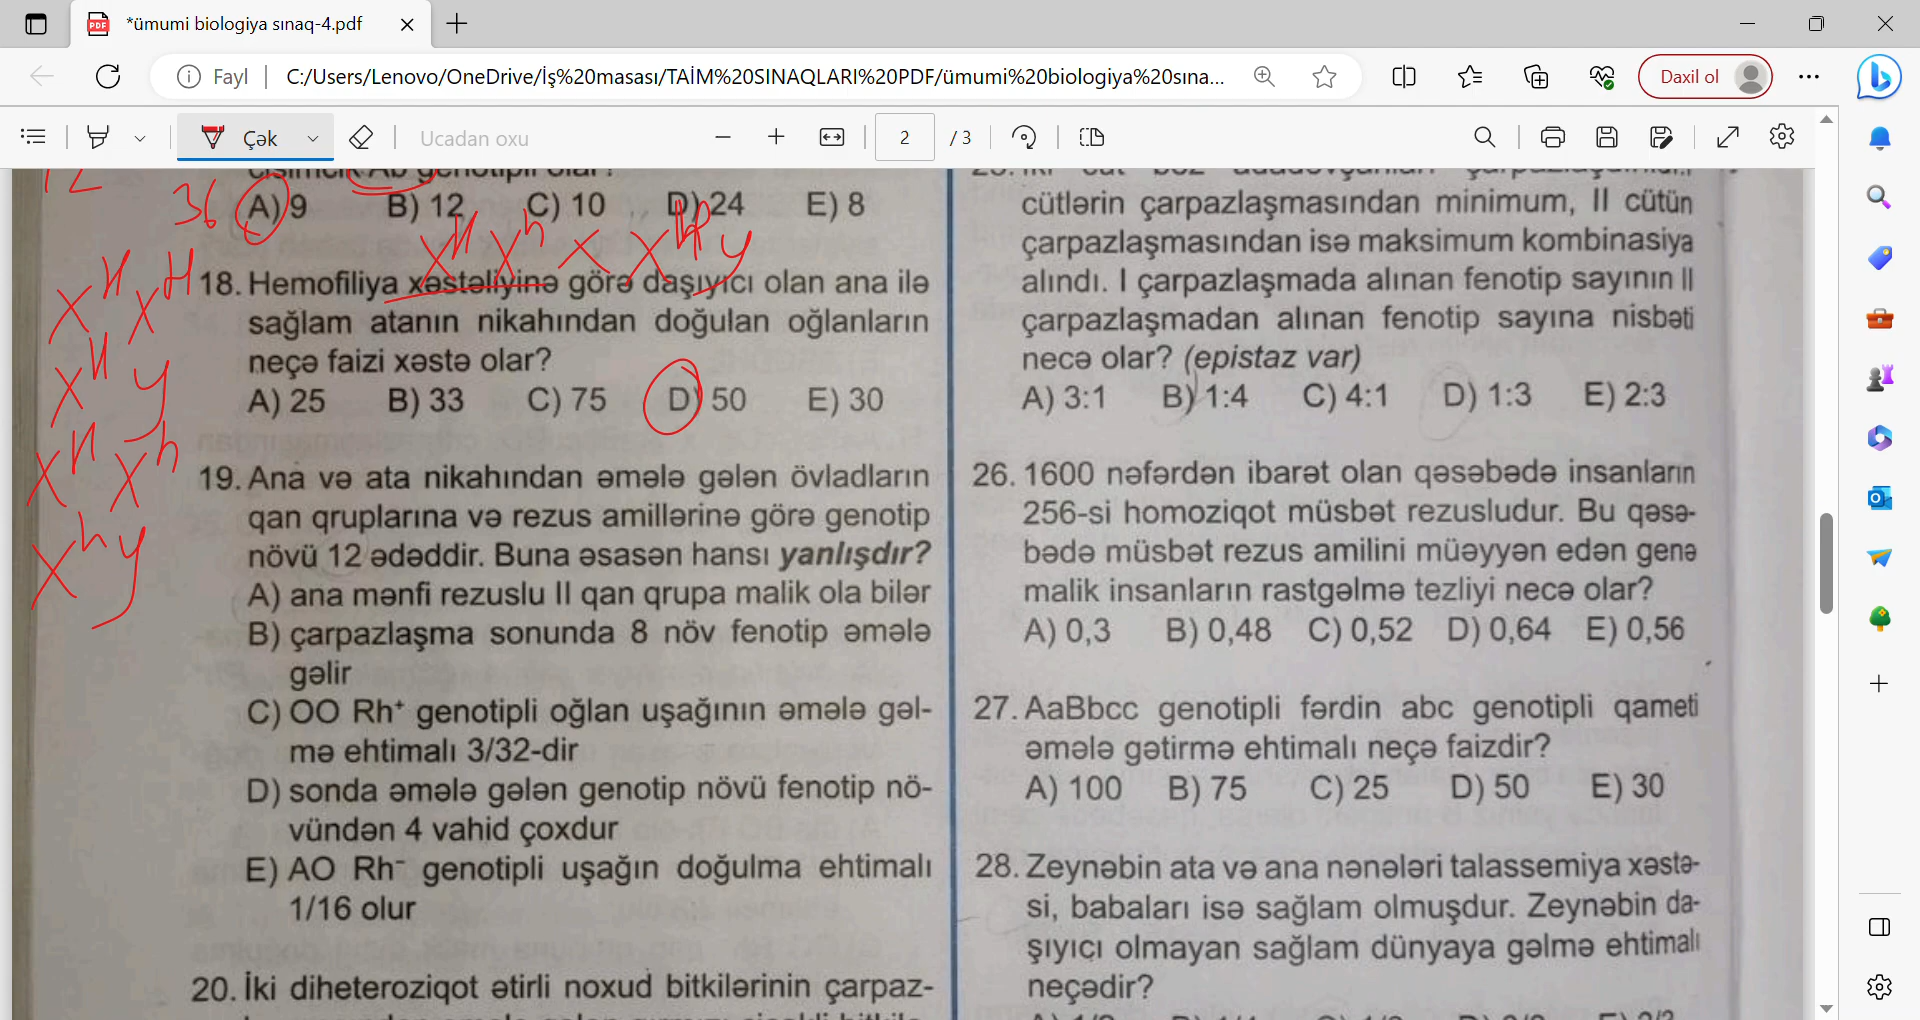 *ümumi biologiya sınaq-4.pdf
Fayl C:/Users/Lenovo/OneDrive/İş%20masası/TAİM%20SINAQLARI%20PDF/ümumi%20biologiya%20sına... Daxil ol
Çək Ucadan oxu 2 / 3
12
36
A) 9 B) 12 C) 10 D) 24 E) 8
X^H X^h x X^H y
18. Hemofiliya xəstəliyinə görə daşıyıcı olan ana ilə
sağlam atanın nikahından doğulan oğlanların
neçə faizi xəstə olar?
A) 25 B) 33 C) 75 D) 50 E) 30
X^H X^H
X^H y
X^H X^h
X^h y
19. Ana və ata nikahından əmələ gələn övladların
qan qruplarına və rezus amillərinə görə genotip
növü 12 ədəddir. Buna əsasən hansı yanlışdır?
A) ana mənfi rezuslu II qan qrupa malik ola bilər
B) çarpazlaşma sonunda 8 növ fenotip əmələ
gəlir
C) OO Rh⁺ genotipli oğlan uşağının əmələ gəl-
mə ehtimalı 3/32-dir
D) sonda əmələ gələn genotip növü fenotip nö-
vündən 4 vahid çoxdur
E) AO Rh⁻ genotipli uşağın doğulma ehtimalı
1/16 olur
20. İki diheteroziqot ətirli noxud bitkilərinin çarpaz-
cütlərin çarpazlaşmasından minimum, II cütün
çarpazlaşmasından isə maksimum kombinasiya
alındı. I çarpazlaşmada alınan fenotip sayının II
çarpazlaşmadan alınan fenotip sayına nisbəti
necə olar? (epistaz var)
A) 3:1 B) 1:4 C) 4:1 D) 1:3 E) 2:3
26. 1600 nəfərdən ibarət olan qəsəbədə insanların
256-si homoziqot müsbət rezusludur. Bu qəsə-
bədə müsbət rezus amilini müəyyən edən genə
malik insanların rastgəlmə tezliyi necə olar?
A) 0,3 B) 0,48 C) 0,52 D) 0,64 E) 0,56
27. AaBbcc genotipli fərdin abc genotipli qameti
əmələ gətirmə ehtimalı neçə faizdir?
A) 100 B) 75 C) 25 D) 50 E) 30
28. Zeynəbin ata və ana nənələri talassemiya xəstə-
si, babaları isə sağlam olmuşdur. Zeynəbin da-
şıyıcı olmayan sağlam dünyaya gəlmə ehtimalı
neçədir?